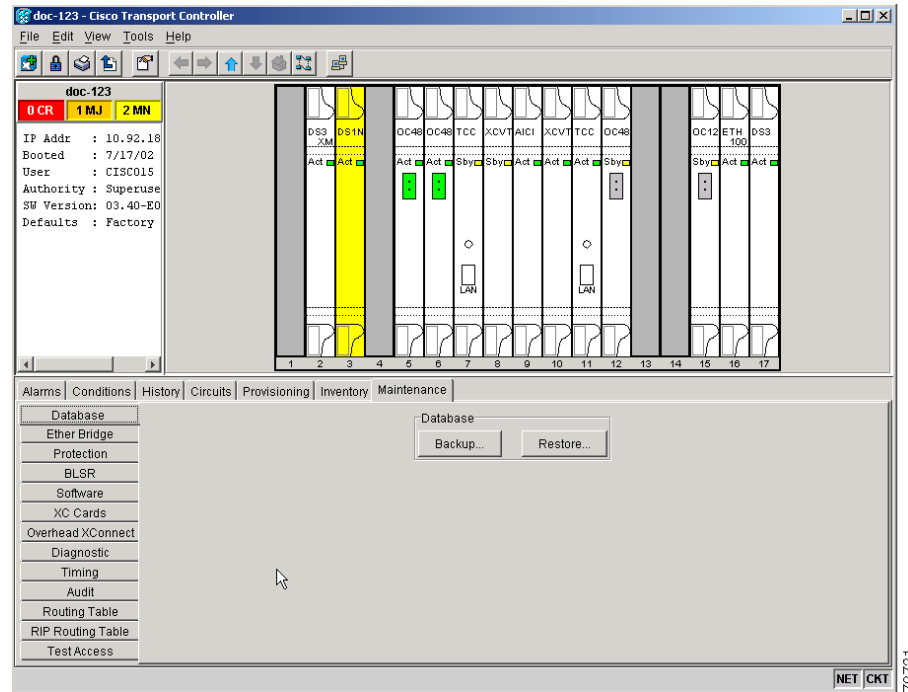 doc-123 - Cisco Transport Controller
File Edit View Tools Help
doc-123
0 CR 1 MJ 2 MN
IP Addr : 10.92.18
Booted : 7/17/02
User : CISCO15
Authority : Superuse
SW Version: 03.40-E0
Defaults : Factory
DS3 XM DS1N OC48 OC48 TCC XCVT AICI XCVT TCC OC48 OC12 ETH 100 DS3
Act Act Act Act Sby Sby Act Act Act Sby Sby Act Act
LAN LAN
1 2 3 4 5 6 7 8 9 10 11 12 13 14 15 16 17
Alarms Conditions History Circuits Provisioning Inventory Maintenance
Database
Ether Bridge
Protection
BLSR
Software
XC Cards
Overhead XConnect
Diagnostic
Timing
Audit
Routing Table
RIP Routing Table
Test Access
Database
Backup... Restore...
NET CKT